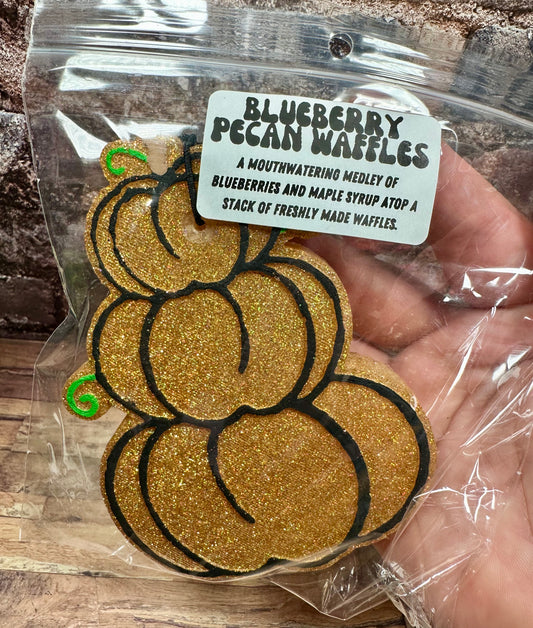 BLUEBERRY
PECAN WAFFLES
A MOUTHWATERING MEDLEY OF
BLUEBERRIES AND MAPLE SYRUP ATOP A
STACK OF FRESHLY MADE WAFFLES.